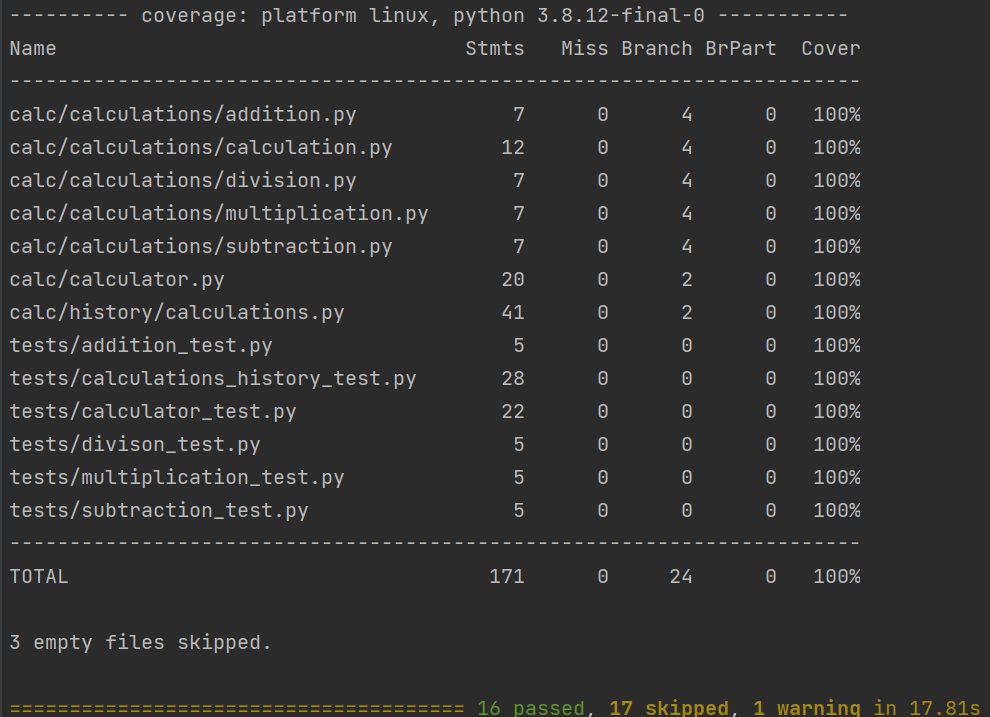 ---------- coverage: platform linux, python 3.8.12-final-0 -----------
Name                                  Stmts   Miss Branch BrPart  Cover
-----------------------------------------------------------------------
calc/calculations/addition.py             7      0      4      0   100%
calc/calculations/calculation.py         12      0      4      0   100%
calc/calculations/division.py             7      0      4      0   100%
calc/calculations/multiplication.py       7      0      4      0   100%
calc/calculations/subtraction.py          7      0      4      0   100%
calc/calculator.py                       20      0      2      0   100%
calc/history/calculations.py             41      0      2      0   100%
tests/addition_test.py                    5      0      0      0   100%
tests/calculations_history_test.py       28      0      0      0   100%
tests/calculator_test.py                 22      0      0      0   100%
tests/divison_test.py                     5      0      0      0   100%
tests/multiplication_test.py              5      0      0      0   100%
tests/subtraction_test.py                 5      0      0      0   100%
-----------------------------------------------------------------------
TOTAL                                   171      0     24      0   100%
3 empty files skipped.
====================================== 16 passed, 17 skipped, 1 warning in 17.81s